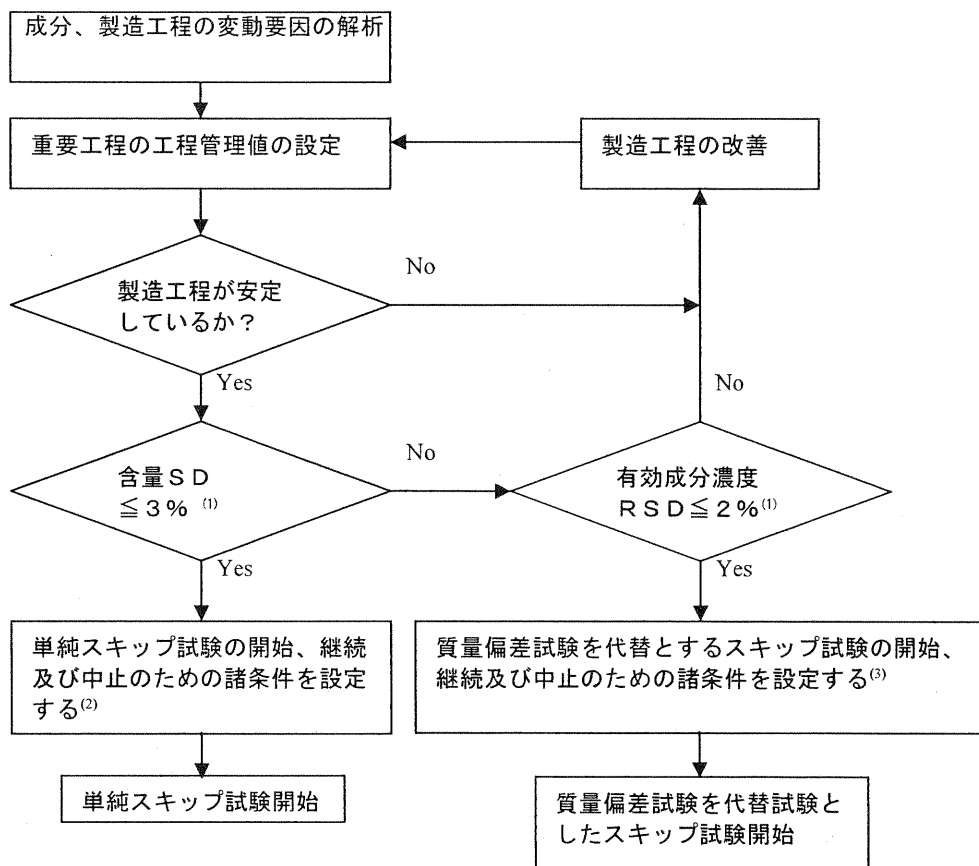 成分、製造工程の変動要因の解析
重要工程の工程管理値の設定
製造工程の改善
製造工程が安定
しているか？
No
Yes
No
含量ＳＤ
≦３％ (1)
No
有効成分濃度
ＲＳＤ≦２％(1)
Yes
Yes
単純スキップ試験の開始、継続
及び中止のための諸条件を設定
する(2)
質量偏差試験を代替とするスキップ試験の開始、
継続及び中止のための諸条件を設定する(3)
単純スキップ試験開始
質量偏差試験を代替試験と
したスキップ試験開始